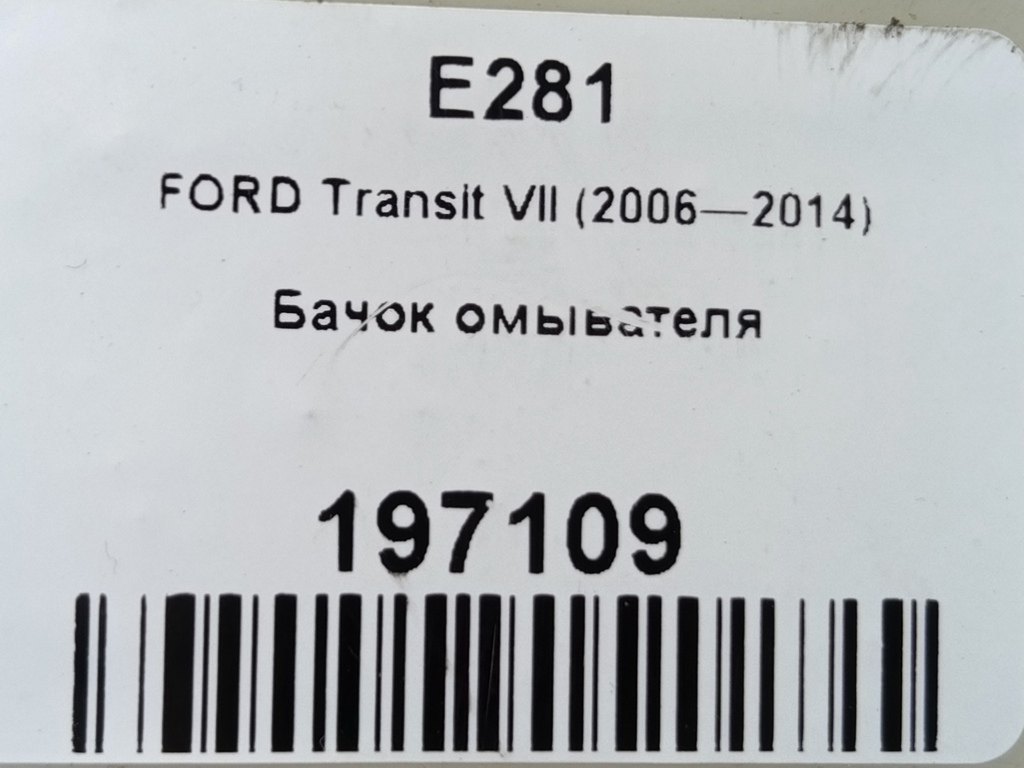 E281
FORD Transit VII (2006—2014)
Бачок омывателя
197109